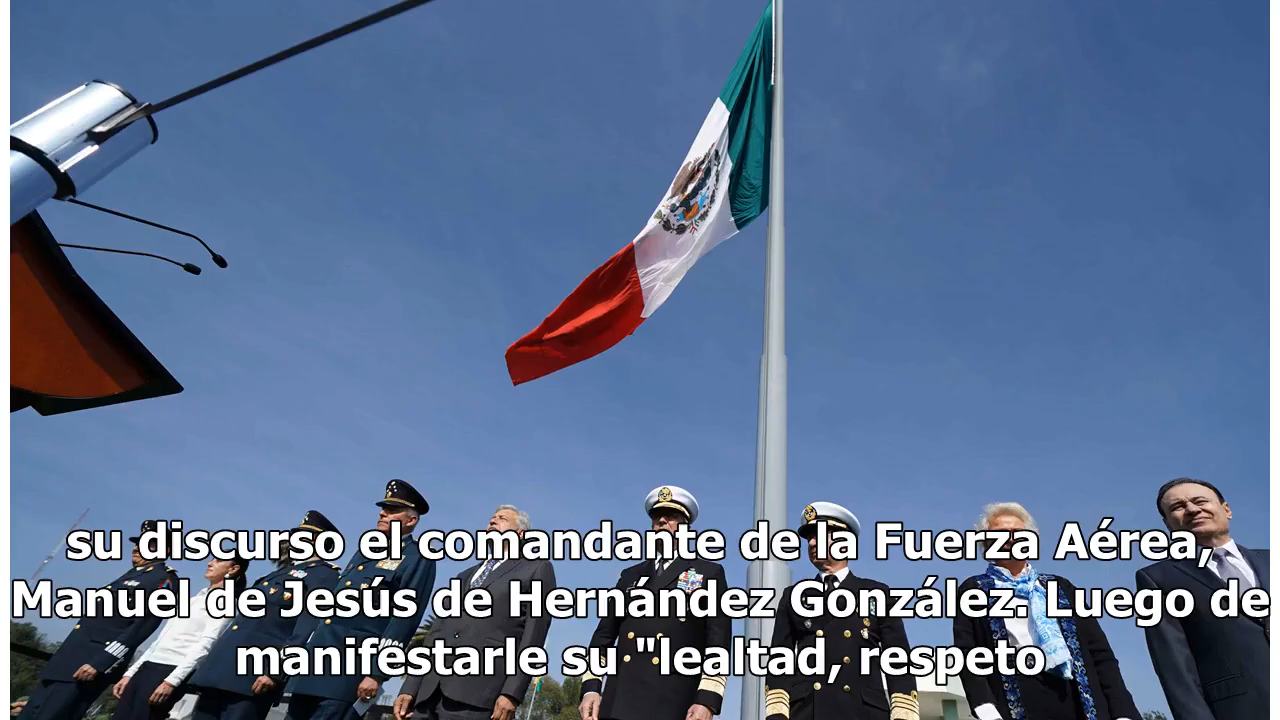 su discurso el comandante de la Fuerza Aérea,
Manuel de Jesús de Hernández González. Luego de
manifestarle su "lealtad, respeto